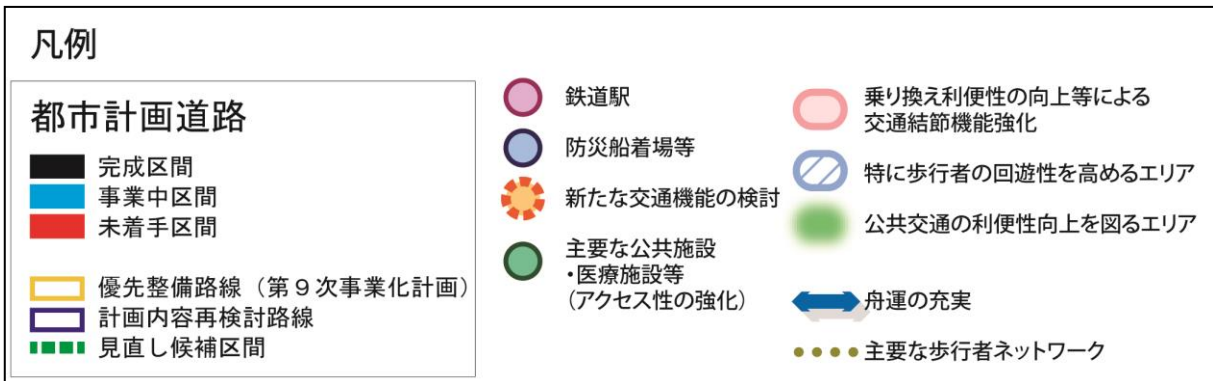 凡例
都市計画道路
完成区間
事業中区間
未着手区間
優先整備路線（第９次事業化計画）
計画内容再検討路線
見直し候補区間
鉄道駅
防災船着場等
新たな交通機能の検討
主要な公共施設
・医療施設等
（アクセス性の強化）
乗り換え利便性の向上等による
交通結節機能強化
特に歩行者の回遊性を高めるエリア
公共交通の利便性向上を図るエリア
舟運の充実
主要な歩行者ネットワーク